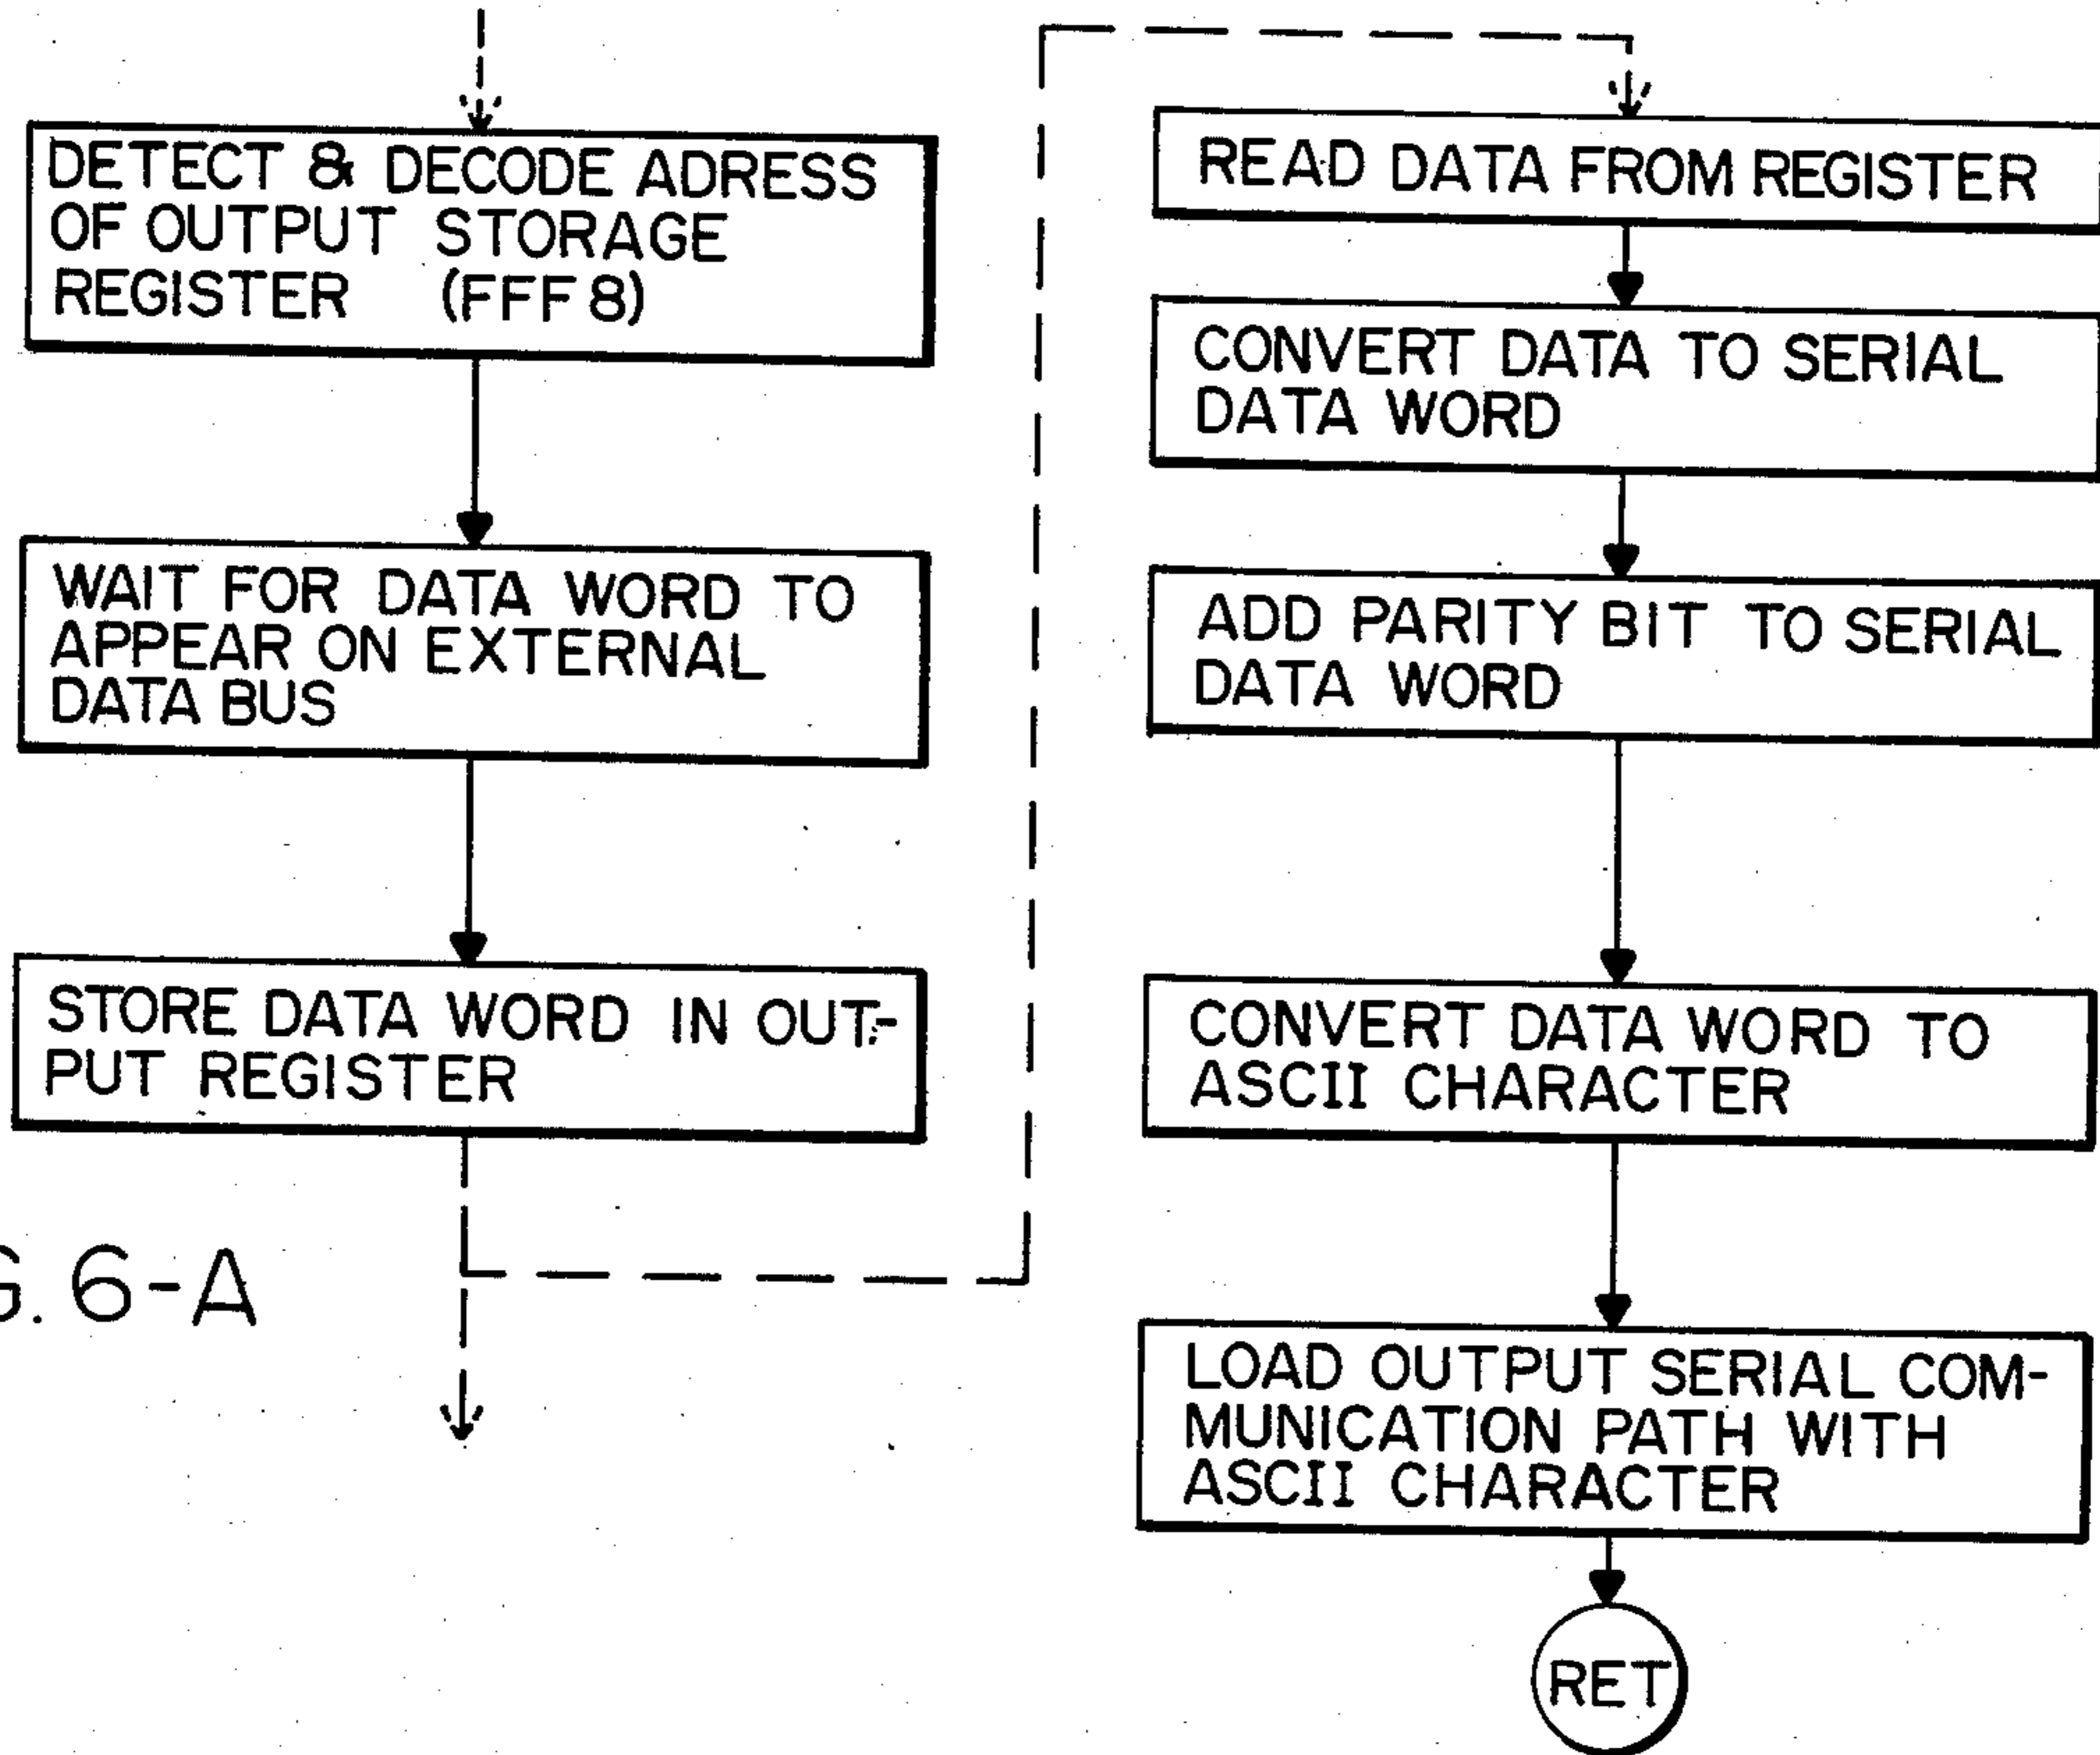 DETECT & DECODE ADRESS
OF OUTPUT STORAGE
REGISTER (FFF8)
WAIT FOR DATA WORD TO
APPEAR ON EXTERNAL
DATA BUS
STORE DATA WORD IN OUT-
PUT REGISTER
G. 6-A
READ DATA FROM REGISTER
CONVERT DATA TO SERIAL
DATA WORD
ADD PARITY BIT TO SERIAL
DATA WORD
CONVERT DATA WORD TO
ASCII CHARACTER
LOAD OUTPUT SERIAL COM-
MUNICATION PATH WITH
ASCII CHARACTER
RET